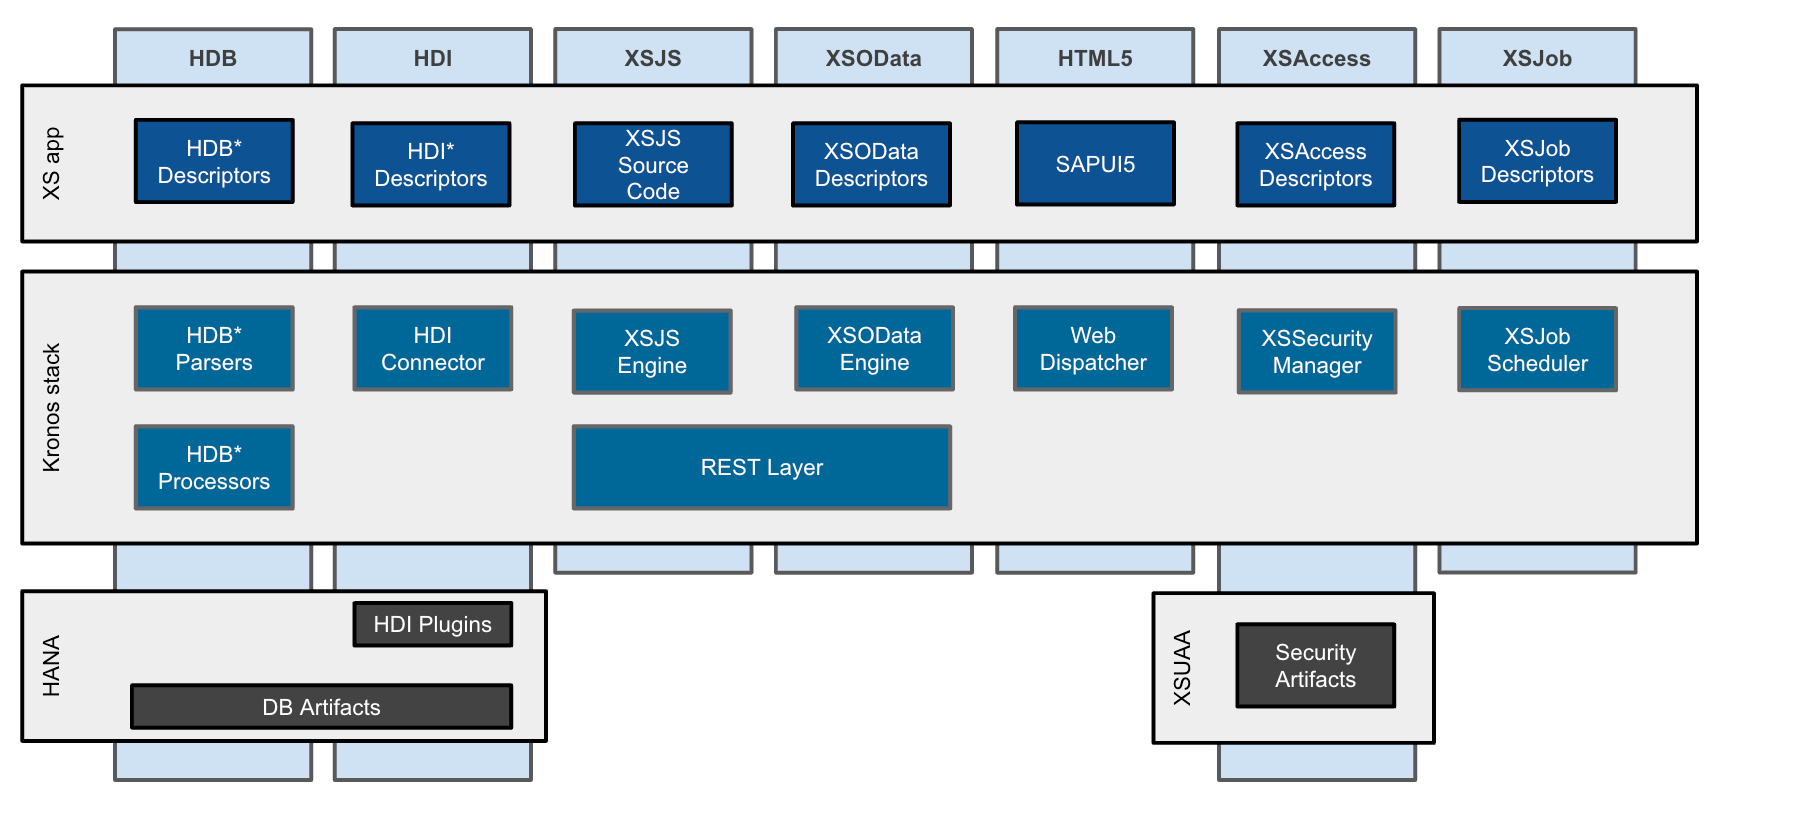 HDB
HDI
XSJS
XSOData
HTML5
XSAccess
XSJob
XS app
HDB*
Descriptors
HDI*
Descriptors
XSJS
Source
Code
XSOData
Descriptors
SAPUI5
XSAccess
Descriptors
XSJob
Descriptors
Kronos stack
HDB*
Parsers
HDI
Connector
XSJS
Engine
XSOData
Engine
Web
Dispatcher
XSSecurity
Manager
XSJob
Scheduler
HDB*
Processors
REST Layer
HANA
HDI Plugins
DB Artifacts
XSUAA
Security
Artifacts